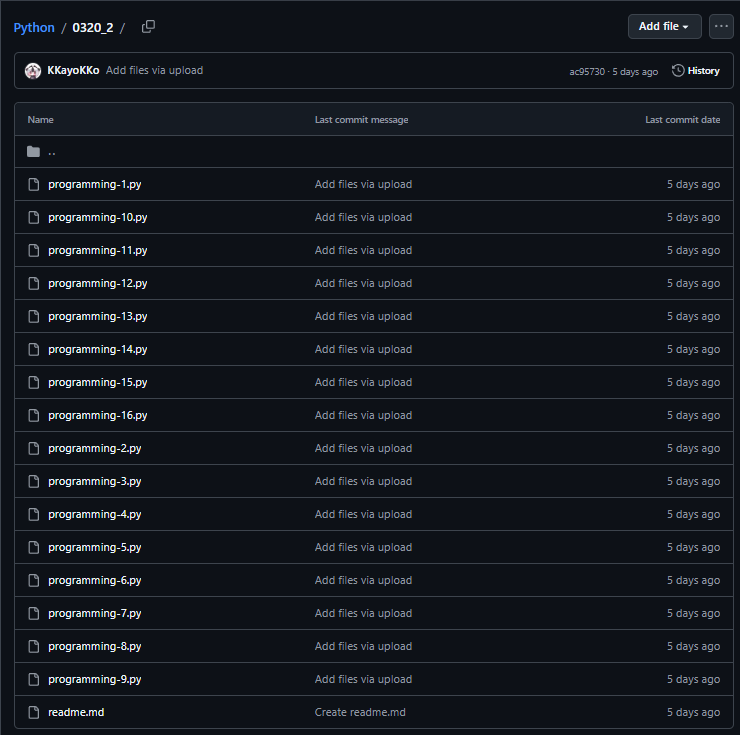 Python / 0320_2 /
Add file
KKayoKKo Add files via upload ac95730 · 5 days ago History
Name Last commit message Last commit date
..
programming-1.py Add files via upload 5 days ago
programming-10.py Add files via upload 5 days ago
programming-11.py Add files via upload 5 days ago
programming-12.py Add files via upload 5 days ago
programming-13.py Add files via upload 5 days ago
programming-14.py Add files via upload 5 days ago
programming-15.py Add files via upload 5 days ago
programming-16.py Add files via upload 5 days ago
programming-2.py Add files via upload 5 days ago
programming-3.py Add files via upload 5 days ago
programming-4.py Add files via upload 5 days ago
programming-5.py Add files via upload 5 days ago
programming-6.py Add files via upload 5 days ago
programming-7.py Add files via upload 5 days ago
programming-8.py Add files via upload 5 days ago
programming-9.py Add files via upload 5 days ago
readme.md Create readme.md 5 days ago